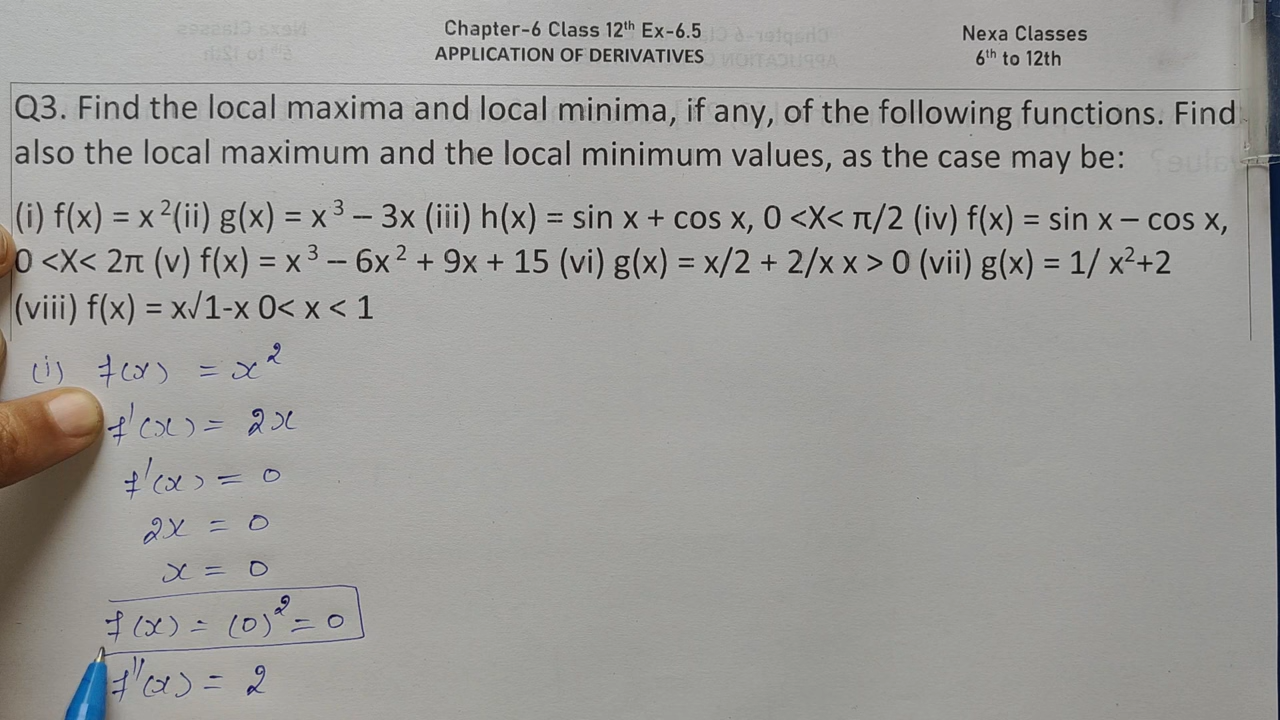 Chapter-6 Class 12th Ex-6.5
APPLICATION OF DERIVATIVES
Nexa Classes
6th to 12th
Q3. Find the local maxima and local minima, if any, of the following functions. Find
also the local maximum and the local minimum values, as the case may be:
(i) f(x) = x²(ii) g(x) = x³ – 3x (iii) h(x) = sin x + cos x, 0 <X< π/2 (iv) f(x) = sin x – cos x,
0 <X< 2π (v) f(x) = x³ – 6x² + 9x + 15 (vi) g(x) = x/2 + 2/x x > 0 (vii) g(x) = 1/ x²+2
(viii) f(x) = x√1-x 0< x < 1
(i) f(x) = x²
f'(x) = 2x
f'(x) = 0
2x = 0
x = 0
f(x) = (0)² = 0
f''(x) = 2